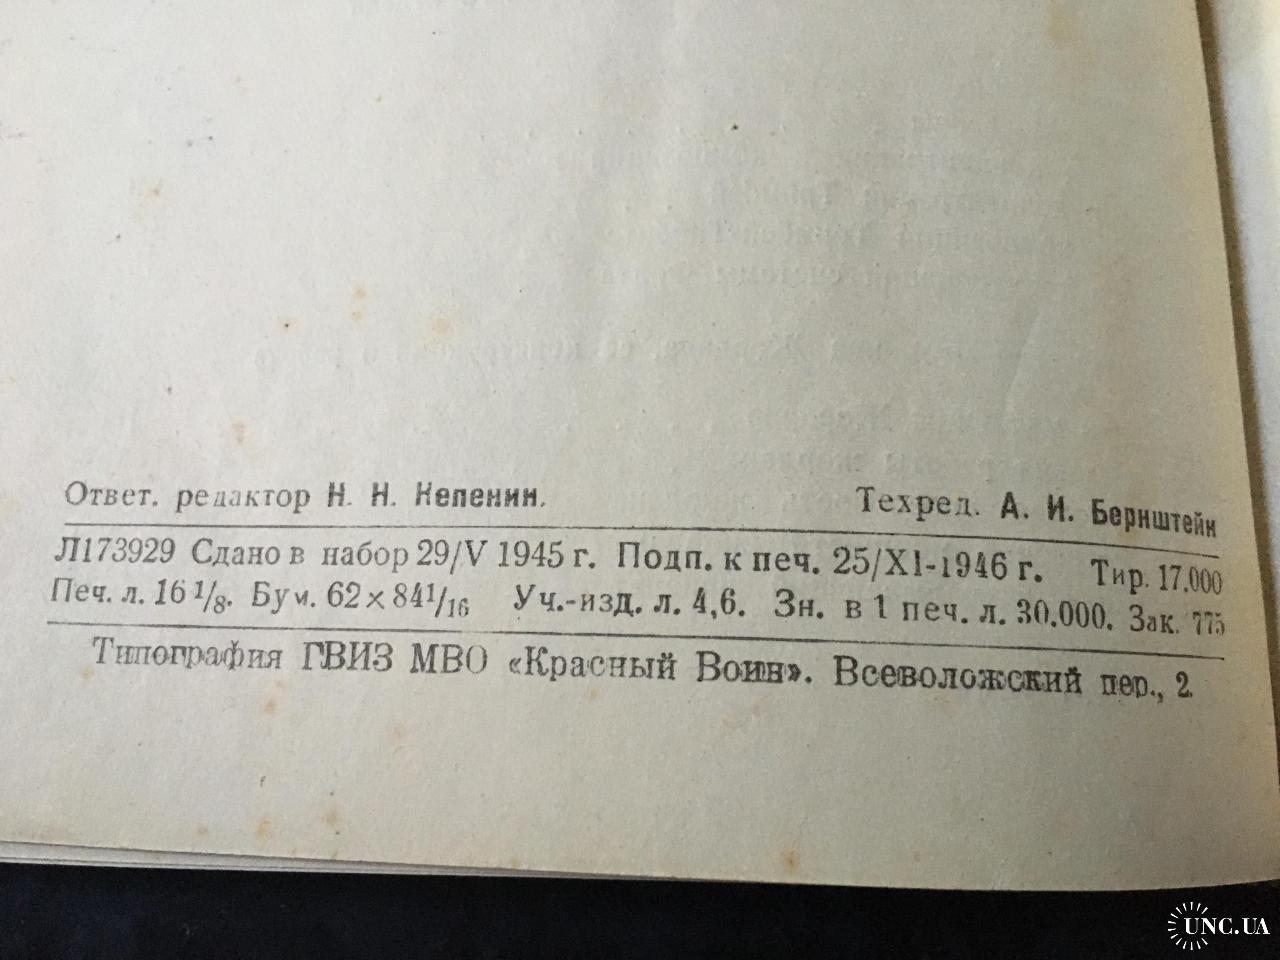 Ответ. редактор Н. Н. Кепенин. Техред. А. И. Бернштейн
Л173929 Сдано в набор 29/V 1945 г. Подп. к печ. 25/XI-1946 г. Тир. 17.000
Печ. л. 16 1/8. Бум. 62×84 1/16 Уч.-изд. л. 4,6. Зн. в 1 печ. л. 30.000. Зак. 775
Типография ГВИЗ МВО «Красный Воин». Всеволожский пер., 2.
UNC.UA